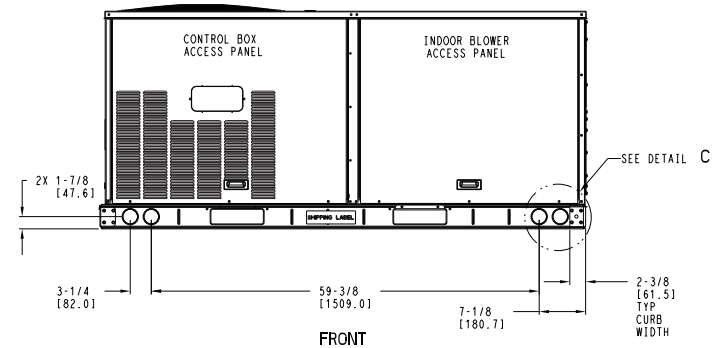 CONTROL BOX
ACCESS PANEL
INDOOR BLOWER
ACCESS PANEL
SEE DETAIL C
2X 1-7/8
[47.6]
SHIPPING LABEL
3-1/4
[82.0]
59-3/8
[1509.0]
7-1/8
[180.7]
2-3/8
[61.5]
TYP
CURB
WIDTH
FRONT